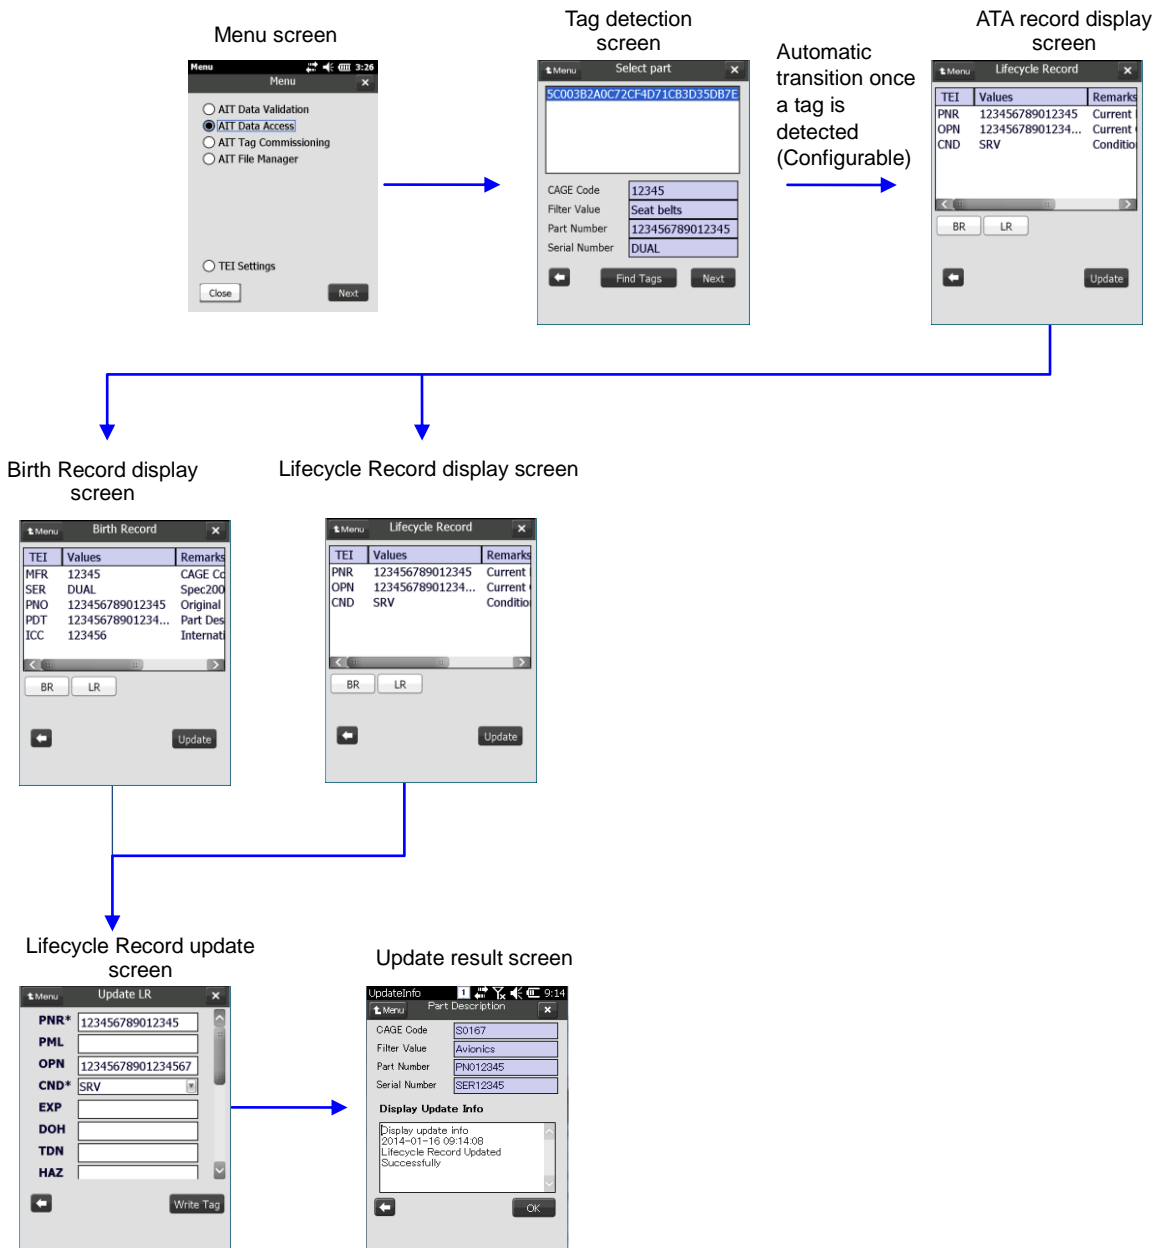 Menu screen
Menu 3:26
Menu ×
AIT Data Validation
AIT Data Access
AIT Tag Commissioning
AIT File Manager
TEI Settings
Close Next
Tag detection
screen
Menu Select part ×
5C003B2A0C72CF4D71CB3D35DB7E
CAGE Code 12345
Filter Value Seat belts
Part Number 123456789012345
Serial Number DUAL
Find Tags Next
Automatic
transition once
a tag is
detected
(Configurable)
ATA record display
screen
Menu Lifecycle Record ×
TEI Values Remarks
PNR 123456789012345 Current
OPN 12345678901234... Current
CND SRV Conditio
BR LR
Update
Birth Record display
screen
Menu Birth Record ×
TEI Values Remarks
MFR 12345 CAGE Co
SER DUAL Spec200
PNO 123456789012345 Original
PDT 12345678901234... Part Des
ICC 123456 Internati
BR LR
Update
Lifecycle Record display screen
Menu Lifecycle Record ×
TEI Values Remarks
PNR 123456789012345 Current
OPN 12345678901234... Current
CND SRV Conditio
BR LR
Update
Lifecycle Record update
screen
Menu Update LR ×
PNR* 123456789012345
PML
OPN 12345678901234567
CND* SRV
EXP
DOH
TDN
HAZ
Write Tag
Update result screen
UpdateInfo 1 9:14
Menu Part Description ×
CAGE Code S0167
Filter Value Avionics
Part Number PN012345
Serial Number SER12345
Display Update Info
Display update info
2014-01-16 09:14:08
Lifecycle Record Updated
Successfully
OK